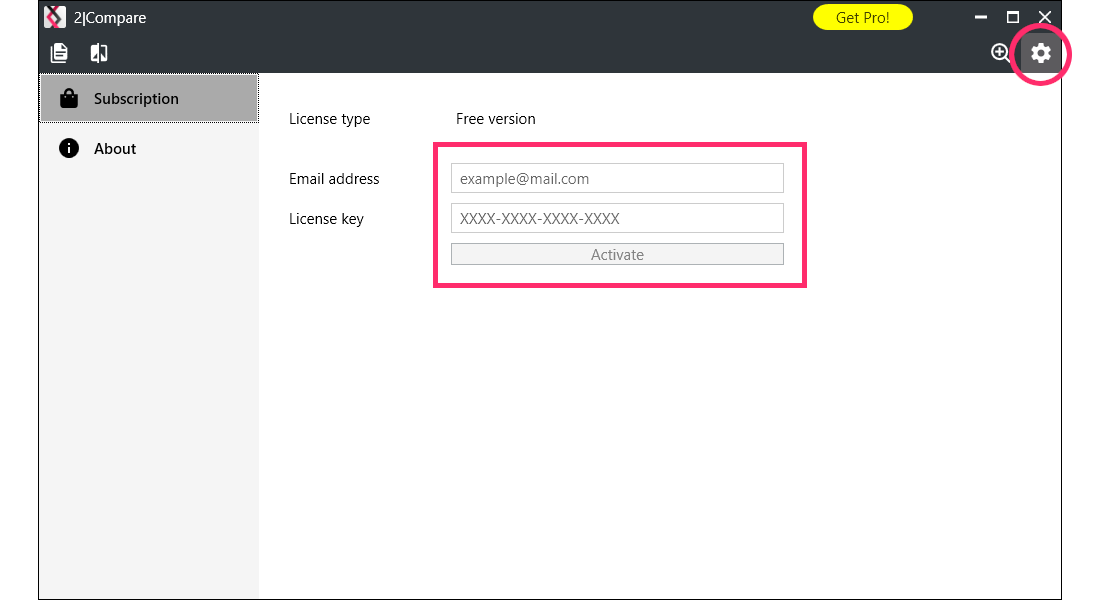 2|Compare
Get Pro!
Subscription
About
License type Free version
Email address example@mail.com
License key XXXX-XXXX-XXXX-XXXX
Activate